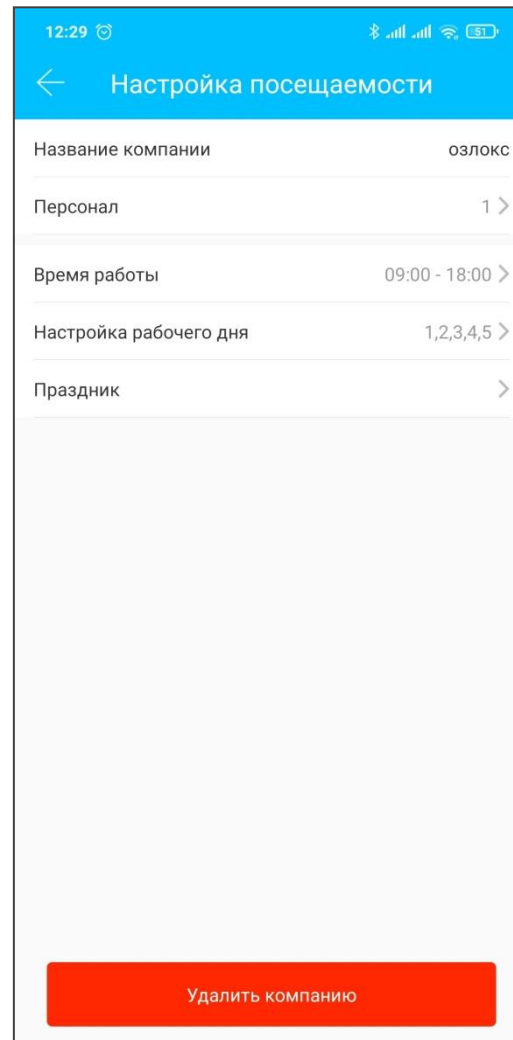 12:29
51
Настройка посещаемости
Название компании озлокс
Персонал 1
Время работы 09:00 - 18:00
Настройка рабочего дня 1,2,3,4,5
Праздник
Удалить компанию